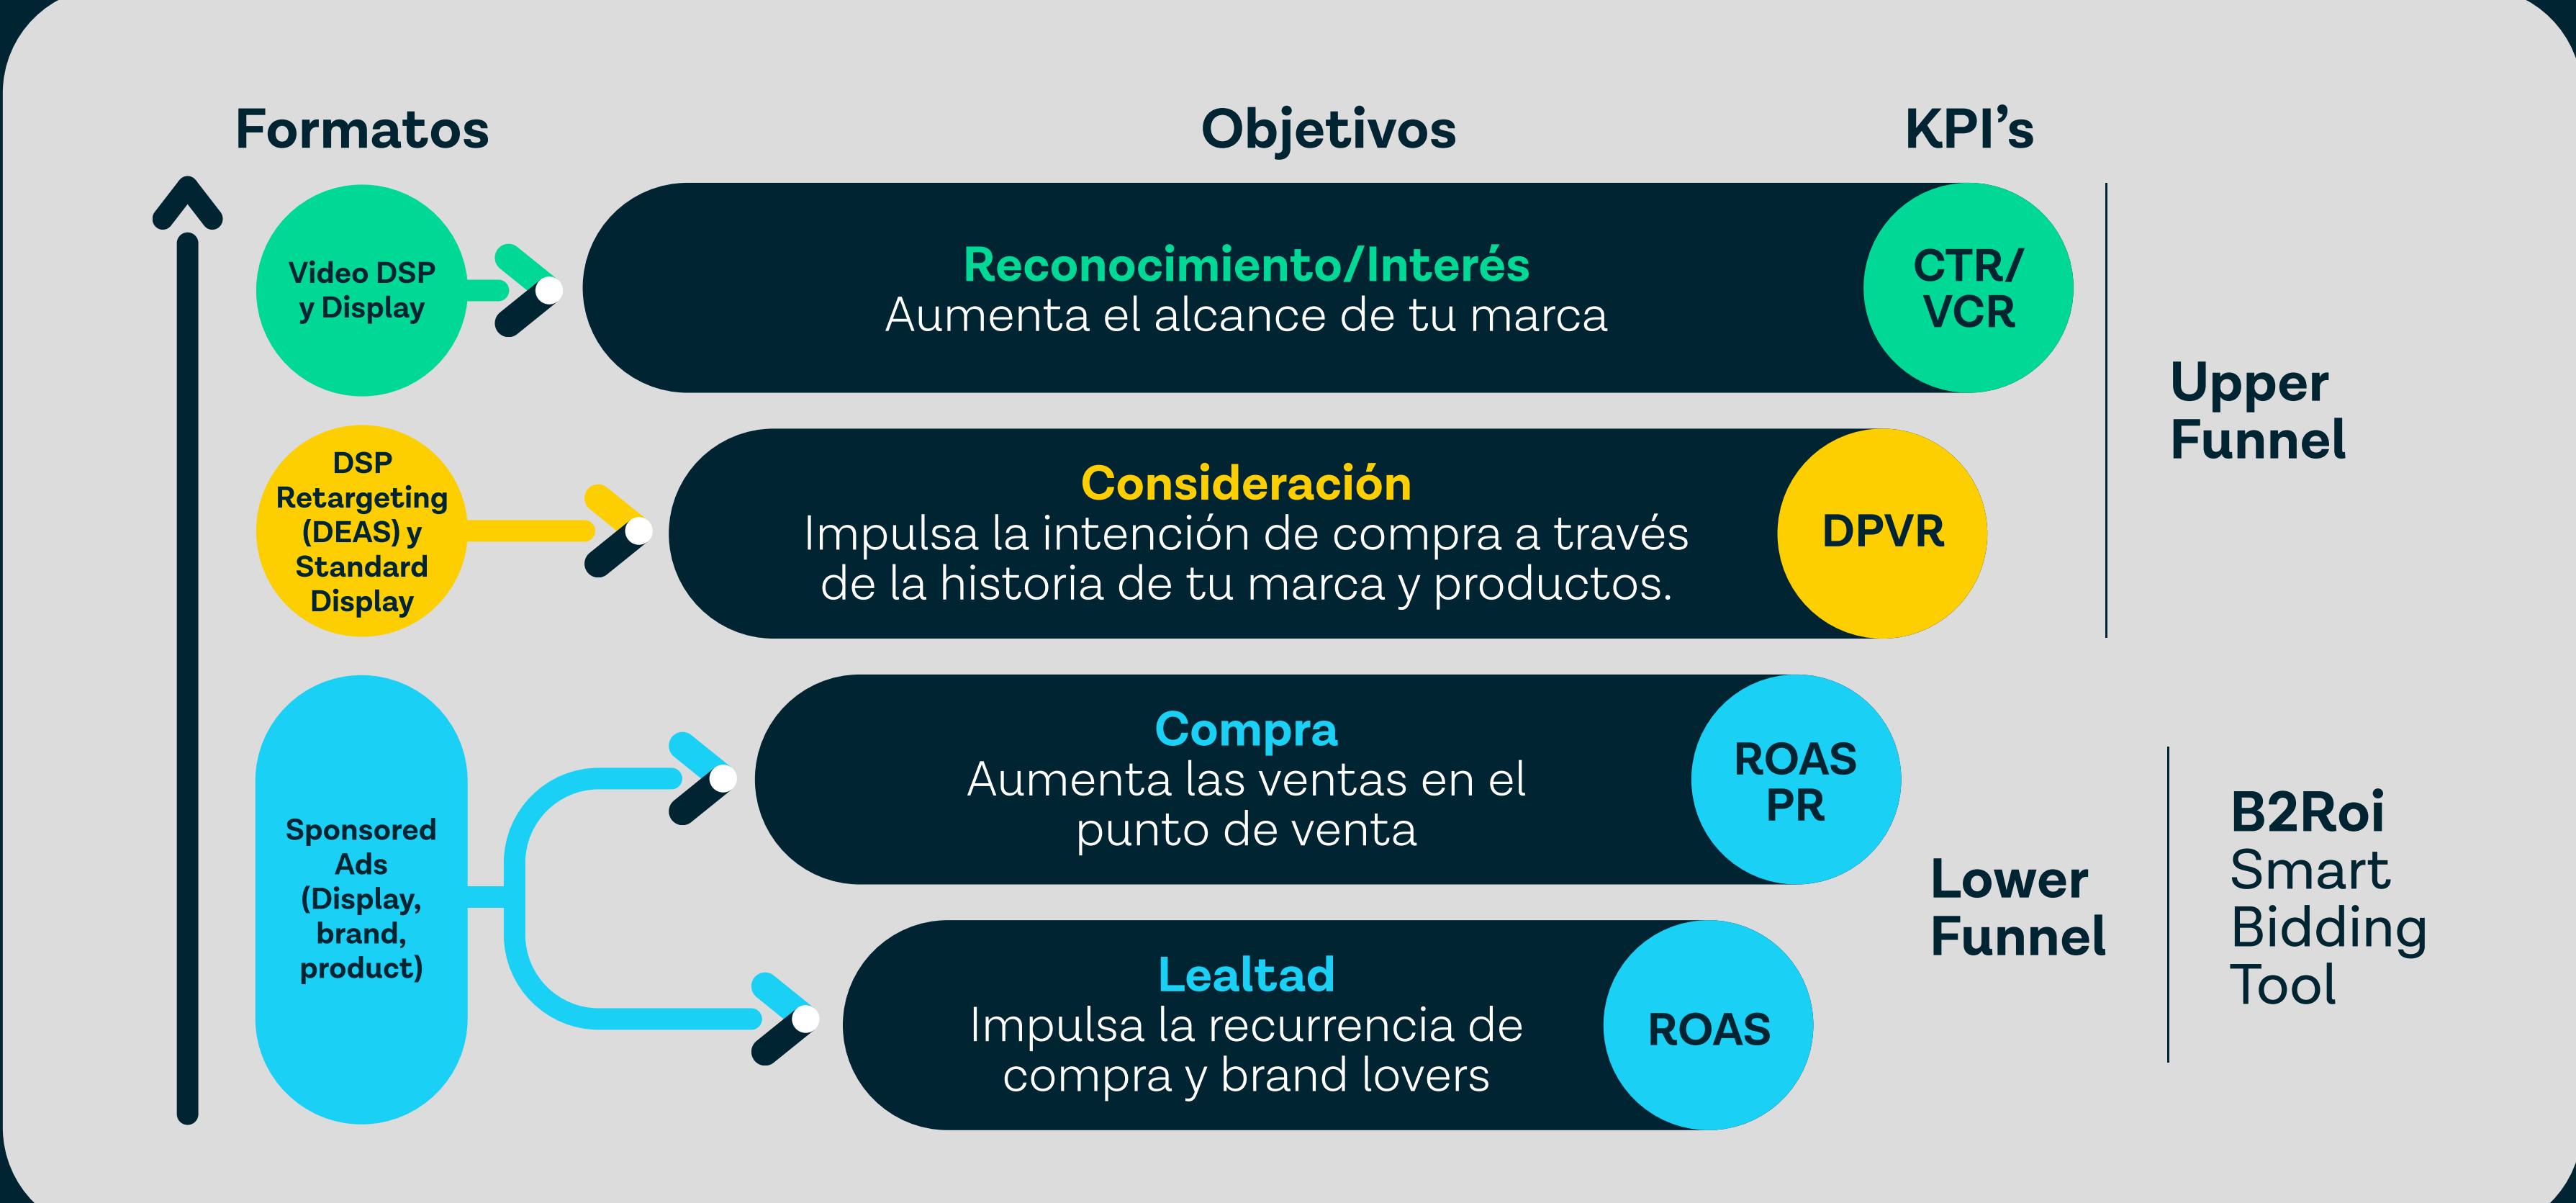 Formatos
Objetivos
KPI’s
Video DSP
y Display
Reconocimiento/Interés
Aumenta el alcance de tu marca
CTR/
VCR
DSP
Retargeting
(DEAS) y
Standard
Display
Consideración
Impulsa la intención de compra a través
de la historia de tu marca y productos.
DPVR
Upper
Funnel
Sponsored
Ads
(Display,
brand,
product)
Compra
Aumenta las ventas en el
punto de venta
ROAS
PR
Lealtad
Impulsa la recurrencia de
compra y brand lovers
ROAS
Lower
Funnel
B2Roi
Smart
Bidding
Tool